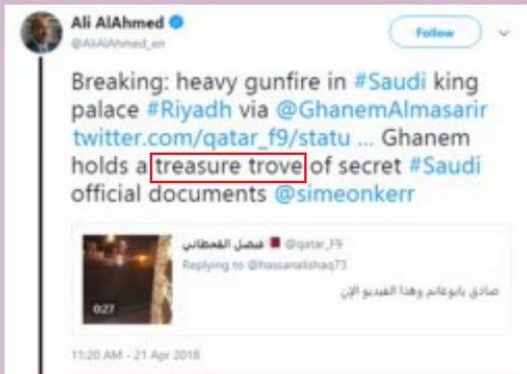 Ali AlAhmed
@AliAlAhmed_en
Follow
Breaking: heavy gunfire in #Saudi king
palace #Riyadh via @GhanemAlmasarir
twitter.com/qatar_f9/statu ... Ghanem
holds a treasure trove of secret #Saudi
official documents @simeonkerr
فيصل القحطاني @qatar_F9
Replying to @hassanalishaq73
صادق يابوغانم وهذا الفيديو الان
0:27
11:20 AM - 21 Apr 2018